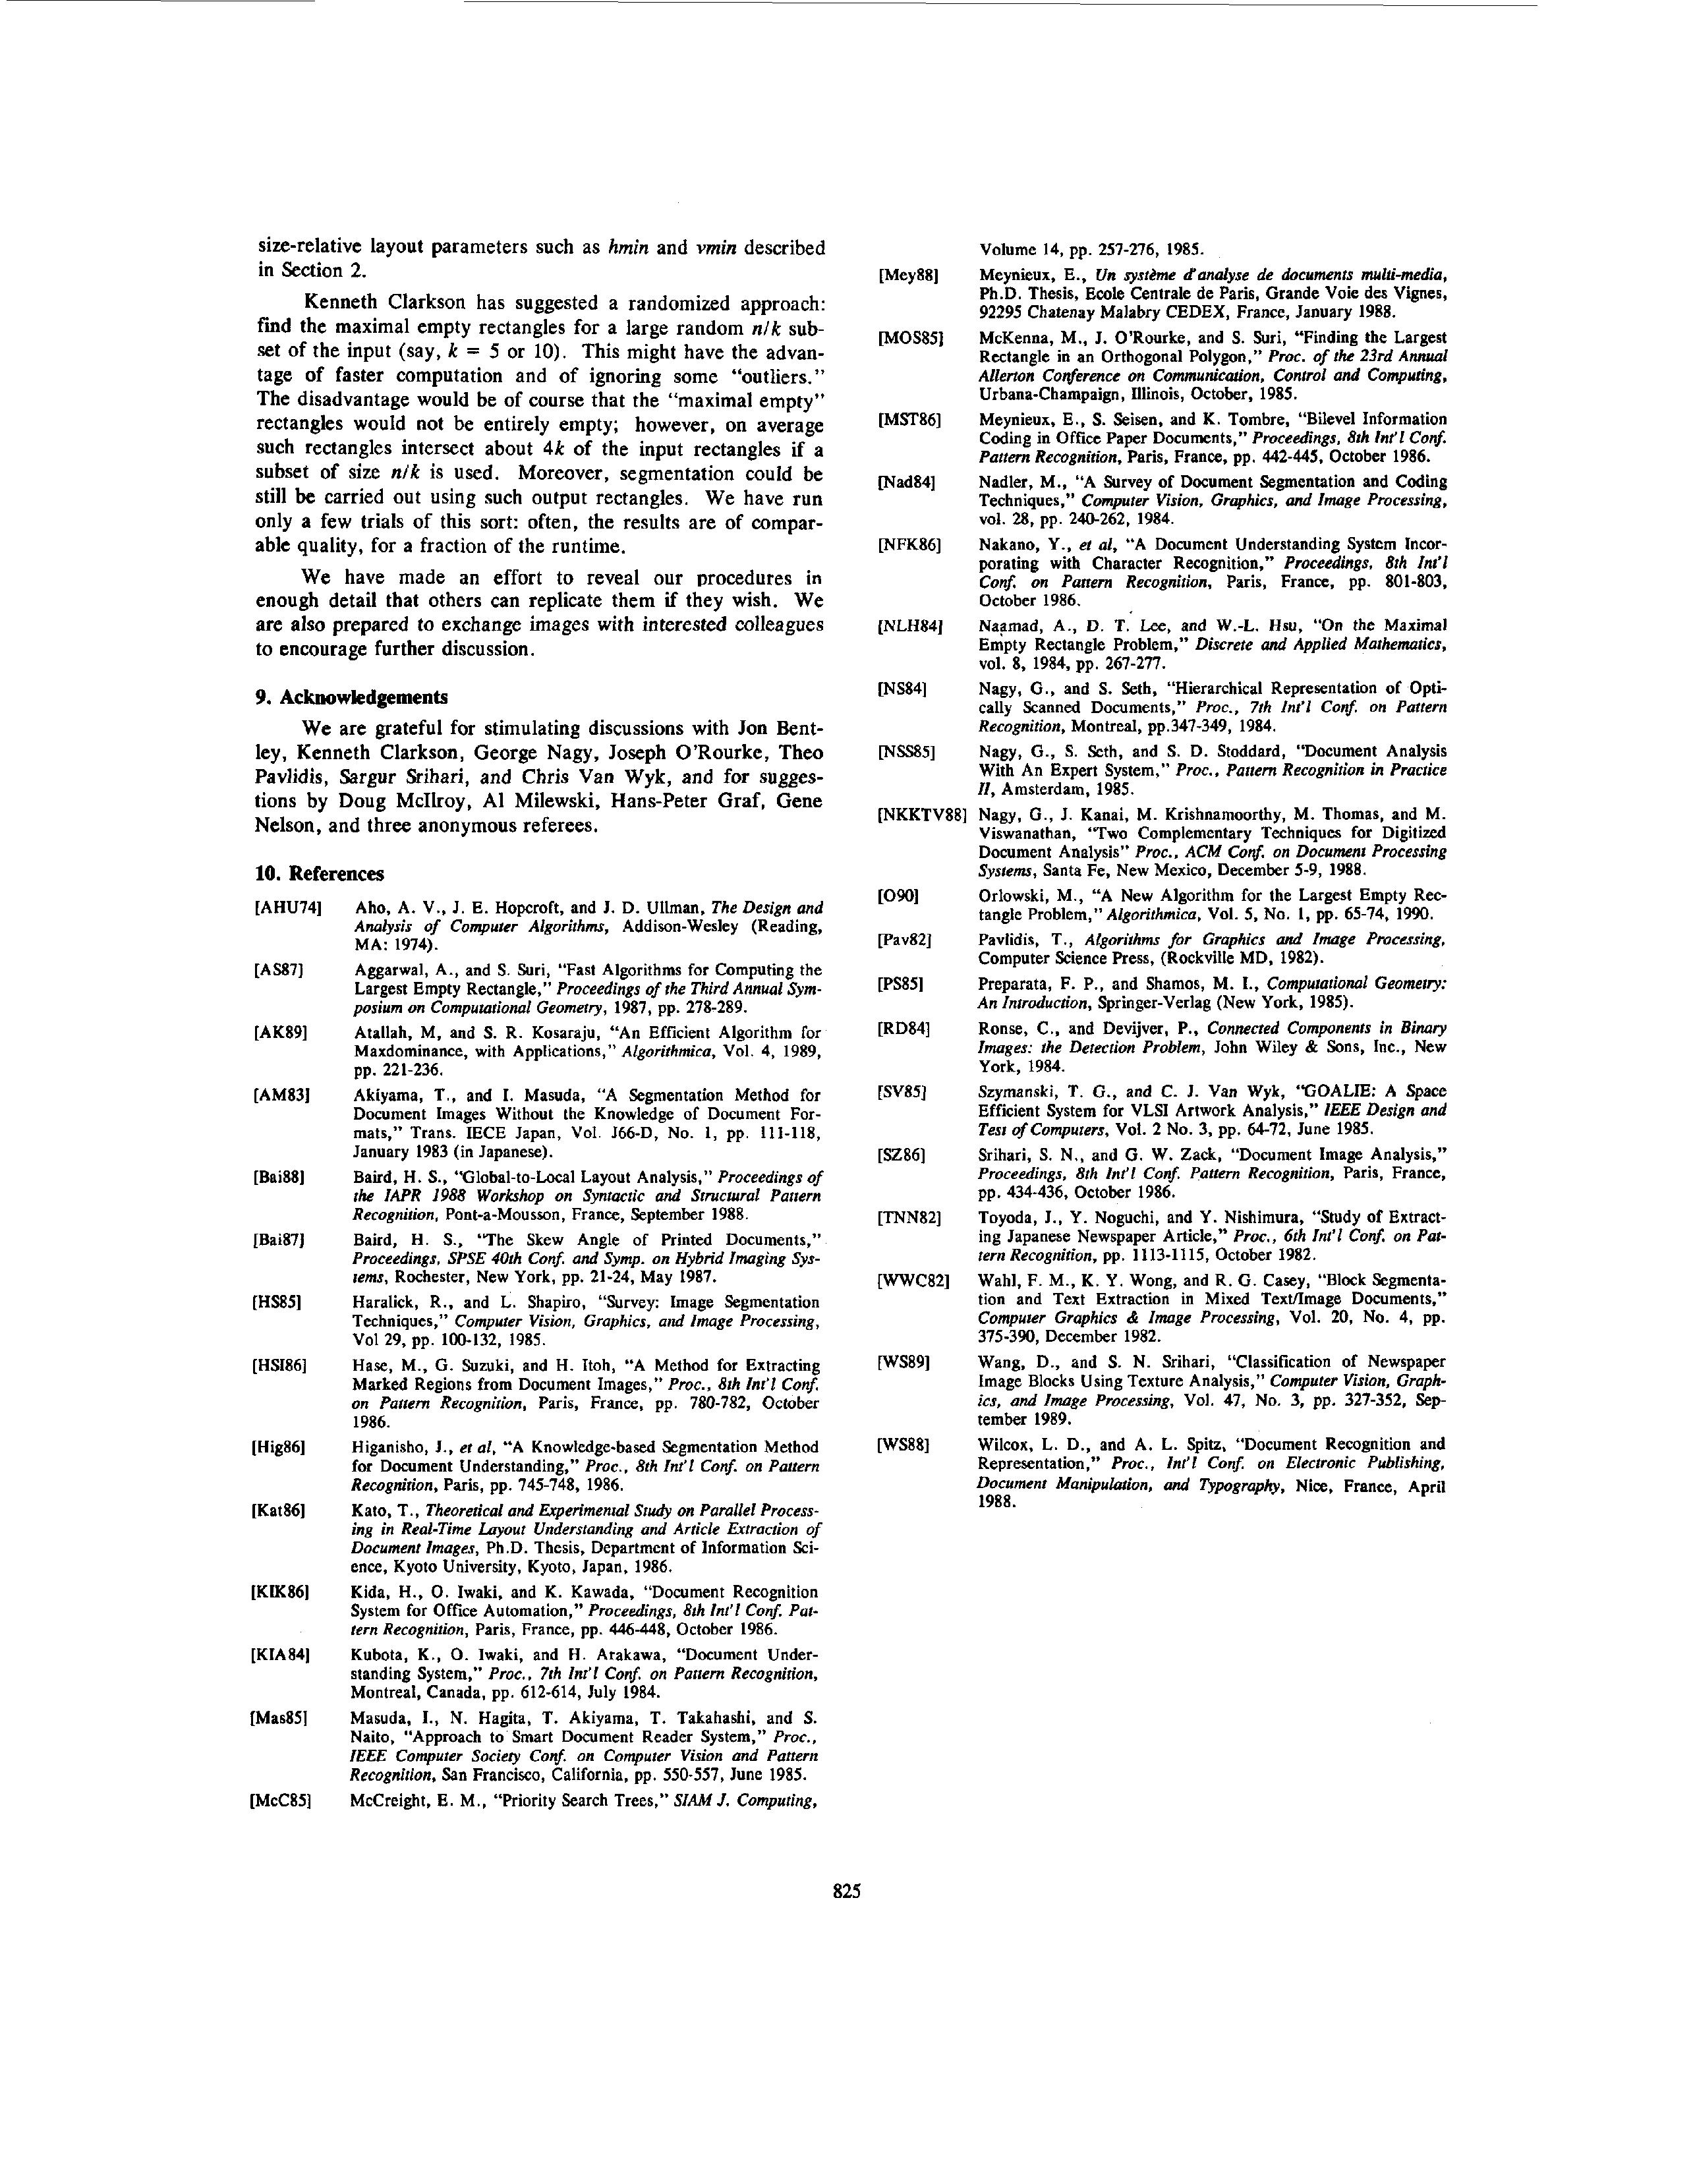 size-relative layout parameters such as hmin and vmin described
in Section 2.
Kenneth Clarkson has suggested a randomized approach:
find the maximal empty rectangles for a large random n/k sub-
set of the input (say, k = 5 or 10). This might have the advan-
tage of faster computation and of ignoring some “outliers.”
The disadvantage would be of course that the “maximal empty”
rectangles would not be entirely empty; however, on average
such rectangles intersect about 4k of the input rectangles if a
subset of size n/k is used. Moreover, segmentation could be
still be carried out using such output rectangles. We have run
only a few trials of this sort: often, the results are of compar-
able quality, for a fraction of the runtime.
We have made an effort to reveal our procedures in
enough detail that others can replicate them if they wish. We
are also prepared to exchange images with interested colleagues
to encourage further discussion.
9. Acknowledgements
We are grateful for stimulating discussions with Jon Bent-
ley, Kenneth Clarkson, George Nagy, Joseph O'Rourke, Theo
Pavlidis, Sargur Srihari, and Chris Van Wyk, and for sugges-
tions by Doug McIlroy, Al Milewski, Hans-Peter Graf, Gene
Nelson, and three anonymous referees.
10. References
[AHU74] Aho, A. V., J. E. Hopcroft, and J. D. Ullman, The Design and
Analysis of Computer Algorithms, Addison-Wesley (Reading,
MA: 1974).
[AS87] Aggarwal, A., and S. Suri, “Fast Algorithms for Computing the
Largest Empty Rectangle,” Proceedings of the Third Annual Sym-
posium on Computational Geometry, 1987, pp. 278-289.
[AK89] Atallah, M, and S. R. Kosaraju, “An Efficient Algorithm for
Maxdominance, with Applications,” Algorithmica, Vol. 4, 1989,
pp. 221-236.
[AM83] Akiyama, T., and I. Masuda, “A Segmentation Method for
Document Images Without the Knowledge of Document For-
mats,” Trans. IECE Japan, Vol. J66-D, No. 1, pp. 111-118,
January 1983 (in Japanese).
[Bai88] Baird, H. S., “Global-to-Local Layout Analysis,” Proceedings of
the IAPR 1988 Workshop on Syntactic and Structural Pattern
Recognition, Pont-a-Mousson, France, September 1988.
[Bai87] Baird, H. S., “The Skew Angle of Printed Documents,”
Proceedings, SPSE 40th Conf. and Symp. on Hybrid Imaging Sys-
tems, Rochester, New York, pp. 21-24, May 1987.
[HS85] Haralick, R., and L. Shapiro, “Survey: Image Segmentation
Techniques,” Computer Vision, Graphics, and Image Processing,
Vol 29, pp. 100-132, 1985.
[HSI86] Hase, M., G. Suzuki, and H. Itoh, “A Method for Extracting
Marked Regions from Document Images,” Proc., 8th Int'l Conf.
on Pattern Recognition, Paris, France, pp. 780-782, October
1986.
[Hig86] Higanisho, J., et al, “A Knowledge-based Segmentation Method
for Document Understanding,” Proc., 8th Int'l Conf. on Pattern
Recognition, Paris, pp. 745-748, 1986.
[Kat86] Kato, T., Theoretical and Experimental Study on Parallel Process-
ing in Real-Time Layout Understanding and Article Extraction of
Document Images, Ph.D. Thesis, Department of Information Sci-
ence, Kyoto University, Kyoto, Japan, 1986.
[KIK86] Kida, H., O. Iwaki, and K. Kawada, “Document Recognition
System for Office Automation,” Proceedings, 8th Int'l Conf. Pat-
tern Recognition, Paris, France, pp. 446-448, October 1986.
[KIA84] Kubota, K., O. Iwaki, and H. Arakawa, “Document Under-
standing System,” Proc., 7th Int'l Conf. on Pattern Recognition,
Montreal, Canada, pp. 612-614, July 1984.
[Mas85] Masuda, I., N. Hagita, T. Akiyama, T. Takahashi, and S.
Naito, “Approach to Smart Document Reader System,” Proc.,
IEEE Computer Society Conf. on Computer Vision and Pattern
Recognition, San Francisco, California, pp. 550-557, June 1985.
[McC85] McCreight, E. M., “Priority Search Trees,” SIAM J. Computing,
Volume 14, pp. 257-276, 1985.
[Mey88] Meynieux, E., Un système d'analyse de documents multi-media,
Ph.D. Thesis, Ecole Centrale de Paris, Grande Voie des Vignes,
92295 Chatenay Malabry CEDEX, France, January 1988.
[MOS85] McKenna, M., J. O'Rourke, and S. Suri, “Finding the Largest
Rectangle in an Orthogonal Polygon,” Proc. of the 23rd Annual
Allerton Conference on Communication, Control and Computing,
Urbana-Champaign, Illinois, October, 1985.
[MST86] Meynieux, E., S. Seisen, and K. Tombre, “Bilevel Information
Coding in Office Paper Documents,” Proceedings, 8th Int'l Conf.
Pattern Recognition, Paris, France, pp. 442-445, October 1986.
[Nad84] Nadler, M., “A Survey of Document Segmentation and Coding
Techniques,” Computer Vision, Graphics, and Image Processing,
vol. 28, pp. 240-262, 1984.
[NFK86] Nakano, Y., et al, “A Document Understanding System Incor-
porating with Character Recognition,” Proceedings, 8th Int'l
Conf. on Pattern Recognition, Paris, France, pp. 801-803,
October 1986.
[NLH84] Naamad, A., D. T. Lee, and W.-L. Hsu, “On the Maximal
Empty Rectangle Problem,” Discrete and Applied Mathematics,
vol. 8, 1984, pp. 267-277.
[NS84] Nagy, G., and S. Seth, “Hierarchical Representation of Opti-
cally Scanned Documents,” Proc., 7th Int'l Conf. on Pattern
Recognition, Montreal, pp.347-349, 1984.
[NSS85] Nagy, G., S. Seth, and S. D. Stoddard, “Document Analysis
With An Expert System,” Proc., Pattern Recognition in Practice
II, Amsterdam, 1985.
[NKKTV88] Nagy, G., J. Kanai, M. Krishnamoorthy, M. Thomas, and M.
Viswanathan, “Two Complementary Techniques for Digitized
Document Analysis” Proc., ACM Conf. on Document Processing
Systems, Santa Fe, New Mexico, December 5-9, 1988.
[O90] Orlowski, M., “A New Algorithm for the Largest Empty Rec-
tangle Problem,” Algorithmica, Vol. 5, No. 1, pp. 65-74, 1990.
[Pav82] Pavlidis, T., Algorithms for Graphics and Image Processing,
Computer Science Press, (Rockville MD, 1982).
[PS85] Preparata, F. P., and Shamos, M. I., Computational Geometry:
An Introduction, Springer-Verlag (New York, 1985).
[RD84] Ronse, C., and Devijver, P., Connected Components in Binary
Images: the Detection Problem, John Wiley & Sons, Inc., New
York, 1984.
[SV85] Szymanski, T. G., and C. J. Van Wyk, “GOALIE: A Space
Efficient System for VLSI Artwork Analysis,” IEEE Design and
Test of Computers, Vol. 2 No. 3, pp. 64-72, June 1985.
[SZ86] Srihari, S. N., and G. W. Zack, “Document Image Analysis,”
Proceedings, 8th Int'l Conf. Pattern Recognition, Paris, France,
pp. 434-436, October 1986.
[TNN82] Toyoda, J., Y. Noguchi, and Y. Nishimura, “Study of Extract-
ing Japanese Newspaper Article,” Proc., 6th Int'l Conf. on Pat-
tern Recognition, pp. 1113-1115, October 1982.
[WWC82] Wahl, F. M., K. Y. Wong, and R. G. Casey, “Block Segmenta-
tion and Text Extraction in Mixed Text/Image Documents,”
Computer Graphics & Image Processing, Vol. 20, No. 4, pp.
375-390, December 1982.
[WS89] Wang, D., and S. N. Srihari, “Classification of Newspaper
Image Blocks Using Texture Analysis,” Computer Vision, Graph-
ics, and Image Processing, Vol. 47, No. 3, pp. 327-352, Sep-
tember 1989.
[WS88] Wilcox, L. D., and A. L. Spitz, “Document Recognition and
Representation,” Proc., Int'l Conf. on Electronic Publishing,
Document Manipulation, and Typography, Nice, France, April
1988.
825